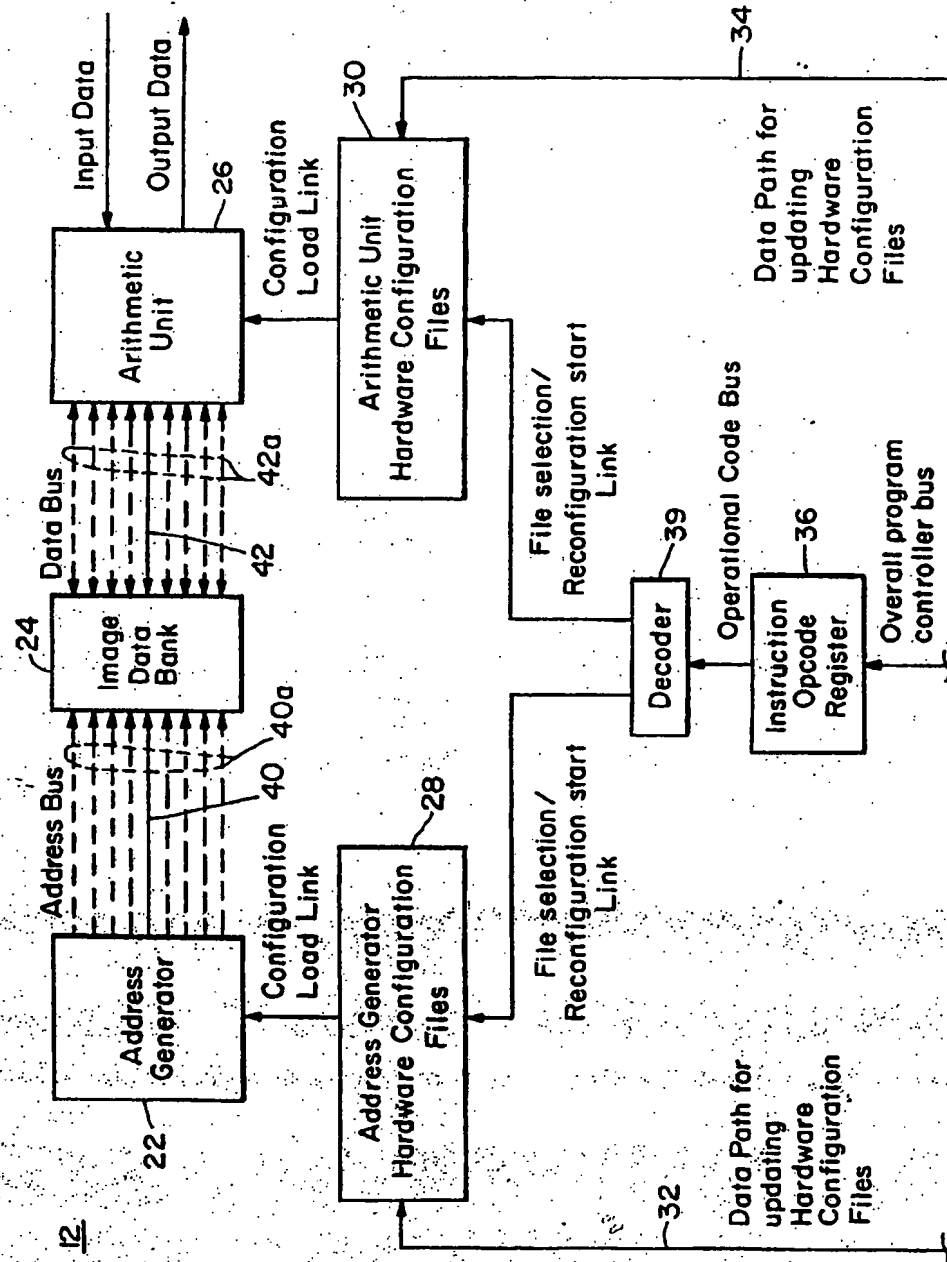 12
Input Data
Output Data
Address
Generator
22
Address Bus
40
40a
24
Image
Data
Bank
Data Bus
42
42a
Arithmetic
Unit
26
Configuration
Load Link
Configuration
Load Link
Address Generator
Hardware Configuration
Files
28
Arithmetic Unit
Hardware Configuration
Files
30
File selection/
Reconfiguration start
Link
File selection/
Reconfiguration start
Link
Decoder
39
Operational Code Bus
Instruction
Opcode
Register
36
Overall program
controller bus
32
Data Path for
updating
Hardware
Configuration
Files
34
Data Path for
updating
Hardware
Configuration
Files